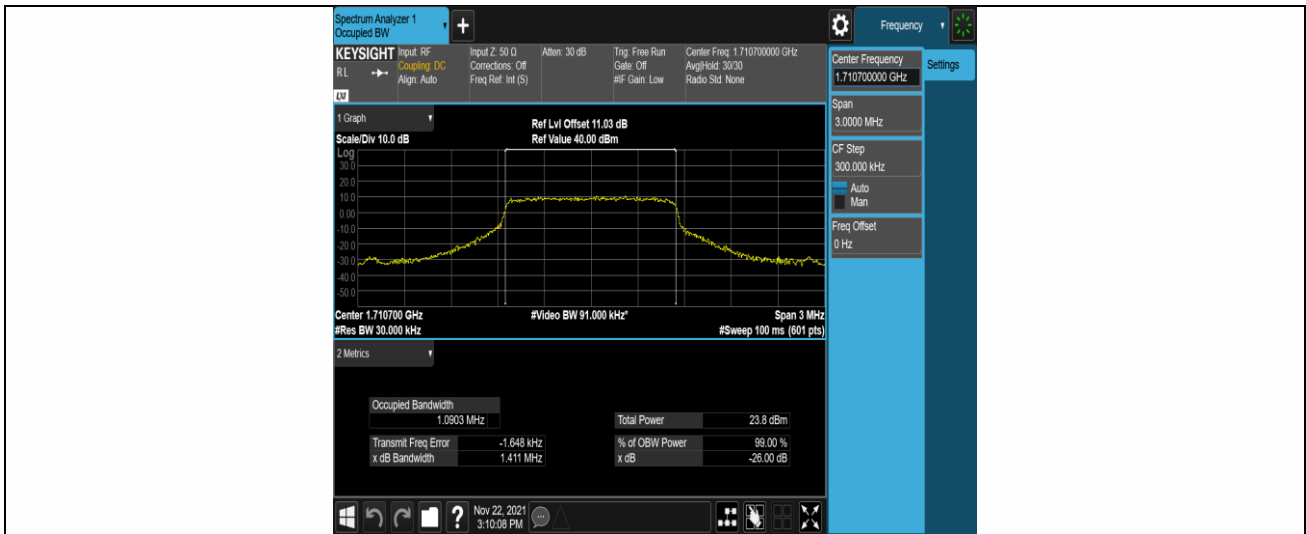 Spectrum Analyzer 1
Occupied BW
+
Frequency
KEYSIGHT
RL
LXI
Input: RF
Coupling: DC
Align: Auto
Input Z: 50 Ω
Corrections: Off
Freq Ref: Int (S)
Atten: 30 dB
Trig: Free Run
Gate: Off
#IF Gain: Low
Center Freq: 1.710700000 GHz
Avg|Hold: 30/30
Radio Std: None
Center Frequency
1.710700000 GHz
Settings
Span
3.0000 MHz
CF Step
300.000 kHz
Auto
Man
Freq Offset
0 Hz
1 Graph
Scale/Div 10.0 dB
Ref Lvl Offset 11.03 dB
Ref Value 40.00 dBm
Log
30.0
20.0
10.0
0.00
-10.0
-20.0
-30.0
-40.0
-50.0
Center 1.710700 GHz
#Video BW 91.000 kHz*
Span 3 MHz
#Res BW 30.000 kHz
#Sweep 100 ms (601 pts)
2 Metrics
Occupied Bandwidth
1.0903 MHz
Total Power 23.8 dBm
Transmit Freq Error -1.648 kHz
% of OBW Power 99.00 %
x dB Bandwidth 1.411 MHz
x dB -26.00 dB
?
Nov 22, 2021
3:10:08 PM